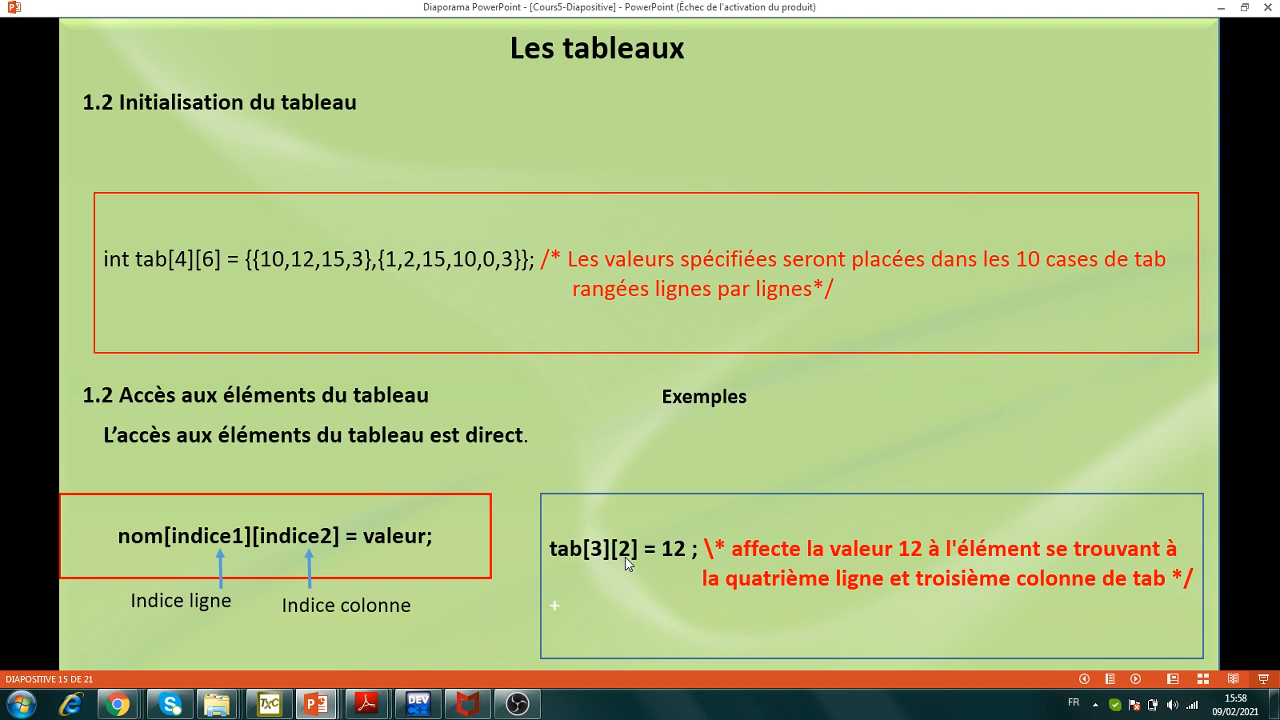 Diaporama PowerPoint - [Cours5-Diapositive] - PowerPoint (Échec de l'activation du produit)
Les tableaux
1.2 Initialisation du tableau
int tab[4][6] = {{10,12,15,3},{1,2,15,10,0,3}}; /* Les valeurs spécifiées seront placées dans les 10 cases de tab
rangées lignes par lignes*/
1.2 Accès aux éléments du tableau
Exemples
L’accès aux éléments du tableau est direct.
nom[indice1][indice2] = valeur;
Indice ligne
Indice colonne
tab[3][2] = 12 ; \* affecte la valeur 12 à l'élément se trouvant à
la quatrième ligne et troisième colonne de tab */
+
DIAPOSITIVE 15 DE 21
TXC
DEV
FR
15:58
09/02/2021